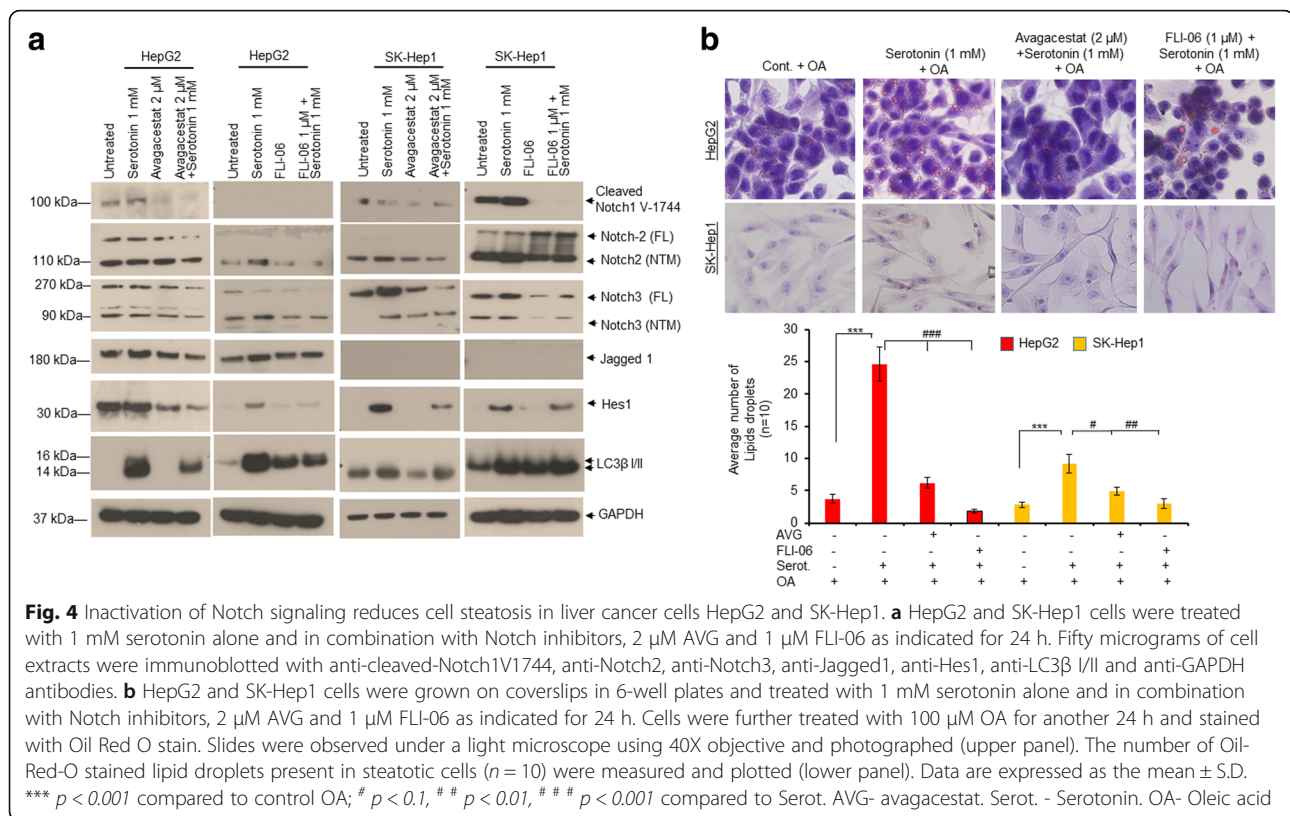 a
HepG2 HepG2 SK-Hep1 SK-Hep1
Untreated
Serotonin 1 mM
Avagacestat 2 µM
Avagacestat 2 µM
+Serotonin 1 mM
Untreated
Serotonin 1 mM
FLI-06
FLI-06 1 µM +
Serotonin 1 mM
Untreated
Serotonin 1 mM
Avagacestat 2 µM
Avagacestat 2 µM
+Serotonin 1 mM
Untreated
Serotonin 1 mM
FLI-06
FLI-06 1 µM +
Serotonin 1 mM
100 kDa
Cleaved
Notch1 V-1744
Notch-2 (FL)
110 kDa
Notch2 (NTM)
270 kDa
Notch3 (FL)
90 kDa
Notch3 (NTM)
180 kDa
Jagged 1
30 kDa
Hes1
16 kDa
14 kDa
LC3β I/II
37 kDa
GAPDH
b
Cont. + OA
Serotonin (1 mM)
+ OA
Avagacestat (2 µM)
+Serotonin (1 mM)
+ OA
FLI-06 (1 µM) +
Serotonin (1 mM)
+ OA
HepG2
SK-Hep1
Average number of
Lipids droplets
(n=10)
30
25
20
15
10
5
0
*** ###
HepG2 SK-Hep1
*** # ##
AVG - - + - - - + -
FLI-06 - - - + - - - +
Serot. - + + + - + + +
OA + + + + + + + +
Fig. 4 Inactivation of Notch signaling reduces cell steatosis in liver cancer cells HepG2 and SK-Hep1. a HepG2 and SK-Hep1 cells were treated
with 1 mM serotonin alone and in combination with Notch inhibitors, 2 μM AVG and 1 μM FLI-06 as indicated for 24 h. Fifty micrograms of cell
extracts were immunoblotted with anti-cleaved-Notch1V1744, anti-Notch2, anti-Notch3, anti-Jagged1, anti-Hes1, anti-LC3β I/II and anti-GAPDH
antibodies. b HepG2 and SK-Hep1 cells were grown on coverslips in 6-well plates and treated with 1 mM serotonin alone and in combination
with Notch inhibitors, 2 μM AVG and 1 μM FLI-06 as indicated for 24 h. Cells were further treated with 100 μM OA for another 24 h and stained
with Oil Red O stain. Slides were observed under a light microscope using 40X objective and photographed (upper panel). The number of Oil-
Red-O stained lipid droplets present in steatotic cells (n = 10) were measured and plotted (lower panel). Data are expressed as the mean ± S.D.
*** p < 0.001 compared to control OA; # p < 0.1, # # p < 0.01, # # # p < 0.001 compared to Serot. AVG- avagacestat. Serot. - Serotonin. OA- Oleic acid